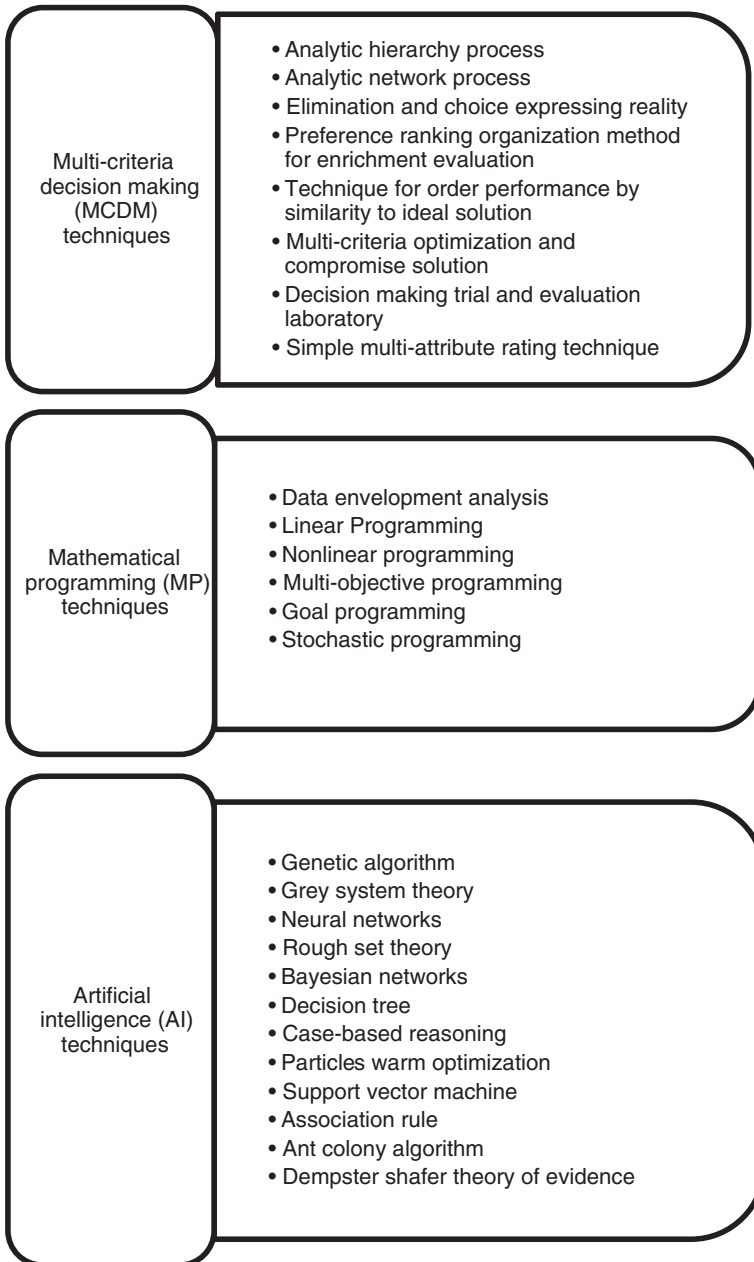 Multi-criteria
decision making
(MCDM)
techniques
• Analytic hierarchy process
• Analytic network process
• Elimination and choice expressing reality
• Preference ranking organization method
for enrichment evaluation
• Technique for order performance by
similarity to ideal solution
• Multi-criteria optimization and
compromise solution
• Decision making trial and evaluation
laboratory
• Simple multi-attribute rating technique
Mathematical
programming (MP)
techniques
• Data envelopment analysis
• Linear Programming
• Nonlinear programming
• Multi-objective programming
• Goal programming
• Stochastic programming
Artificial
intelligence (AI)
techniques
• Genetic algorithm
• Grey system theory
• Neural networks
• Rough set theory
• Bayesian networks
• Decision tree
• Case-based reasoning
• Particles warm optimization
• Support vector machine
• Association rule
• Ant colony algorithm
• Dempster shafer theory of evidence